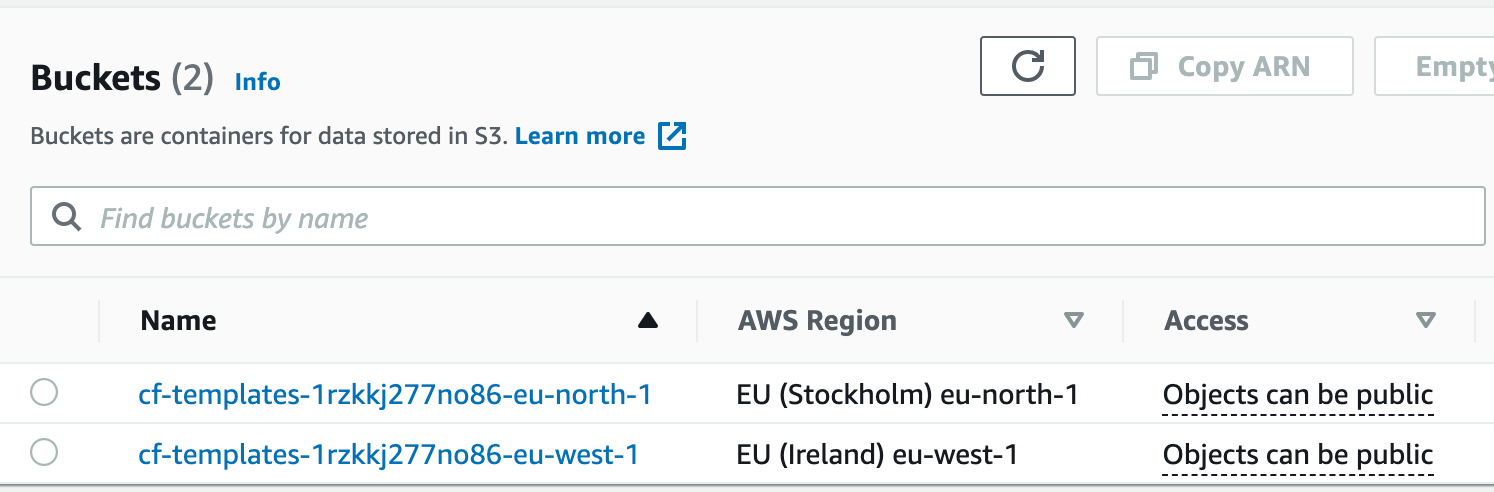 Buckets (2) Info
Copy ARN
Empty
Buckets are containers for data stored in S3. Learn more
Find buckets by name
Name AWS Region Access
cf-templates-1rzkkj277no86-eu-north-1 EU (Stockholm) eu-north-1 Objects can be public
cf-templates-1rzkkj277no86-eu-west-1 EU (Ireland) eu-west-1 Objects can be public